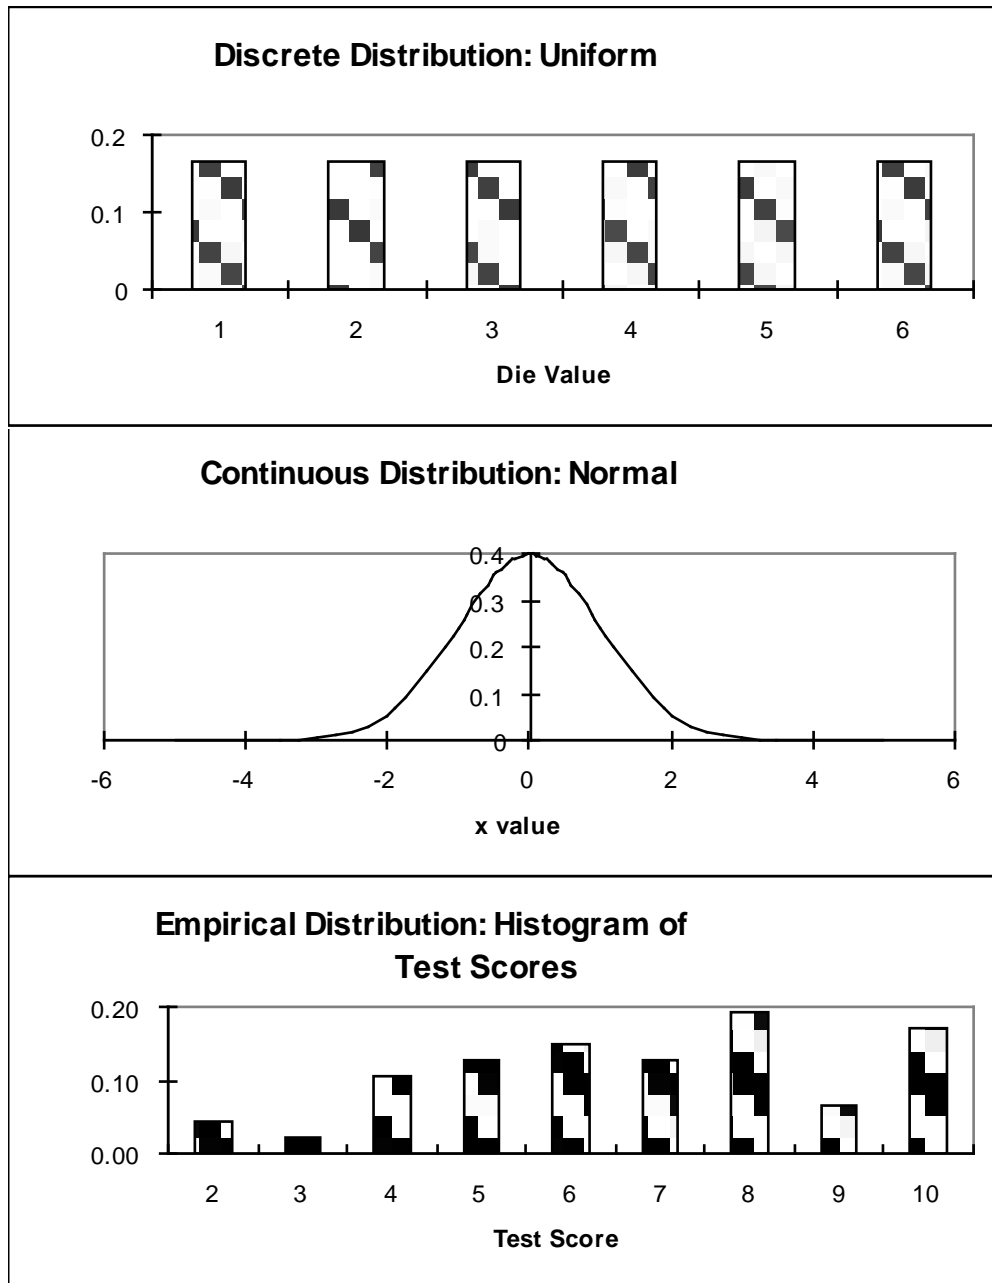 Discrete Distribution: Uniform
0.2
0.1
0
1 2 3 4 5 6
Die Value
Continuous Distribution: Normal
0.4
0.3
0.2
0.1
0
-6 -4 -2 0 2 4 6
x value
Empirical Distribution: Histogram of
Test Scores
0.20
0.10
0.00
2 3 4 5 6 7 8 9 10
Test Score